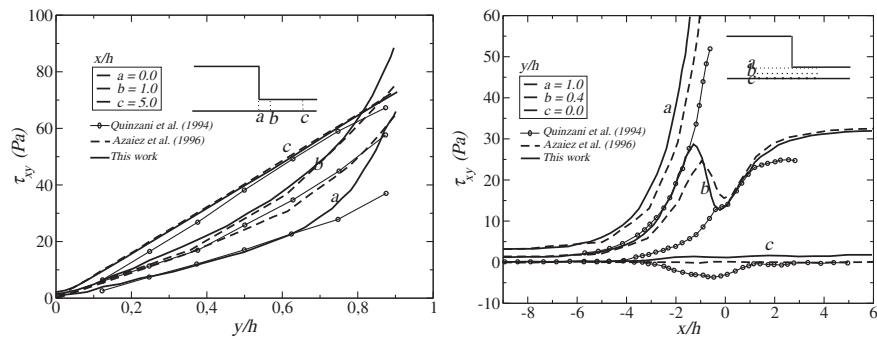 100
80
60
40
20
0
τxy (Pa)
0
0,2
0,4
0,6
0,8
1
y/h
x/h
a = 0.0
b = 1.0
c = 5.0
Quinzani et al. (1994)
Azaiez et al. (1996)
This work
a b c
c
b
a
60
50
40
30
20
10
0
-10
τxy (Pa)
-8
-6
-4
-2
0
2
4
6
x/h
y/h
a = 1.0
b = 0.4
c = 0.0
Quinzani et al. (1994)
Azaiez et al. (1996)
This work
a
b
c
a
b
c